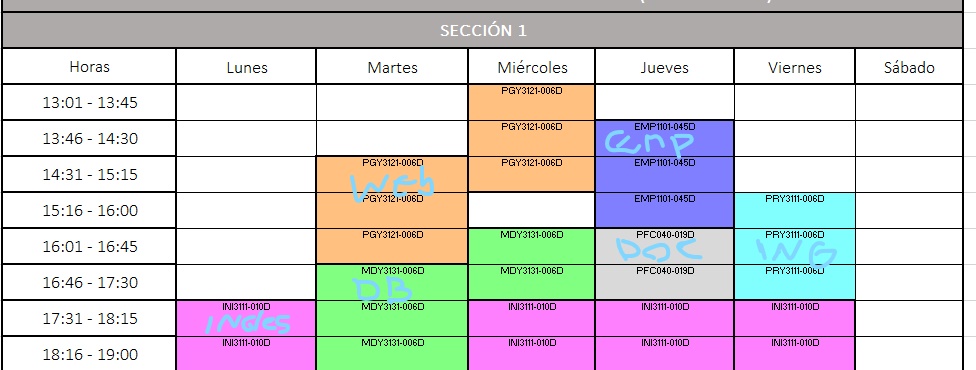 SECCIÓN 1
Horas Lunes Martes Miércoles Jueves Viernes Sábado
13:01 - 13:45 PGY3121-006D
13:46 - 14:30 PGY3121-006D EMP1101-045D
emp
14:31 - 15:15 PGY3121-006D PGY3121-006D EMP1101-045D
Web
15:16 - 16:00 PGY3121-006D EMP1101-045D PRY3111-006D
16:01 - 16:45 PGY3121-006D MDY3131-006D PFC040-019D PRY3111-006D
DOC ING
16:46 - 17:30 MDY3131-006D MDY3131-006D PFC040-019D PRY3111-006D
DB
17:31 - 18:15 INI3111-010D MDY3131-006D INI3111-010D INI3111-010D INI3111-010D
INGles
18:16 - 19:00 INI3111-010D MDY3131-006D INI3111-010D INI3111-010D INI3111-010D